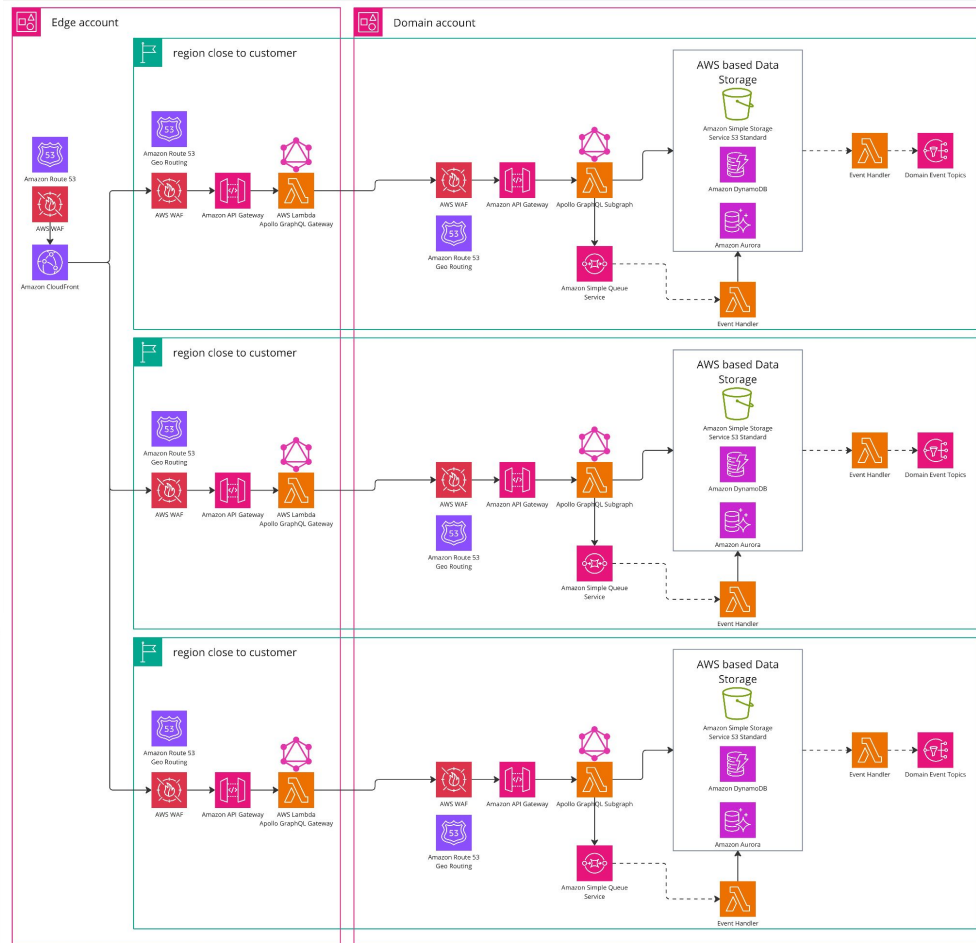 Edge account
Domain account
region close to customer
AWS based Data
Storage
Amazon Simple Storage
Service S3 Standard
53
Amazon Route 53
Geo Routing
53
Amazon Route 53
AWS WAF
Amazon CloudFront
AWS WAF
Amazon API Gateway
AWS Lambda
Apollo GraphQL Gateway
AWS WAF
Amazon API Gateway
Apollo GraphQL Subgraph
53
Amazon Route 53
Geo Routing
Amazon DynamoDB
Amazon Aurora
Event Handler
Domain Event Topics
Amazon Simple Queue
Service
Event Handler
region close to customer
AWS based Data
Storage
Amazon Simple Storage
Service S3 Standard
53
Amazon Route 53
Geo Routing
AWS WAF
Amazon API Gateway
AWS Lambda
Apollo GraphQL Gateway
AWS WAF
Amazon API Gateway
Apollo GraphQL Subgraph
53
Amazon Route 53
Geo Routing
Amazon DynamoDB
Amazon Aurora
Event Handler
Domain Event Topics
Amazon Simple Queue
Service
Event Handler
region close to customer
AWS based Data
Storage
Amazon Simple Storage
Service S3 Standard
53
Amazon Route 53
Geo Routing
AWS WAF
Amazon API Gateway
AWS Lambda
Apollo GraphQL Gateway
AWS WAF
Amazon API Gateway
Apollo GraphQL Subgraph
53
Amazon Route 53
Geo Routing
Amazon DynamoDB
Amazon Aurora
Event Handler
Domain Event Topics
Amazon Simple Queue
Service
Event Handler